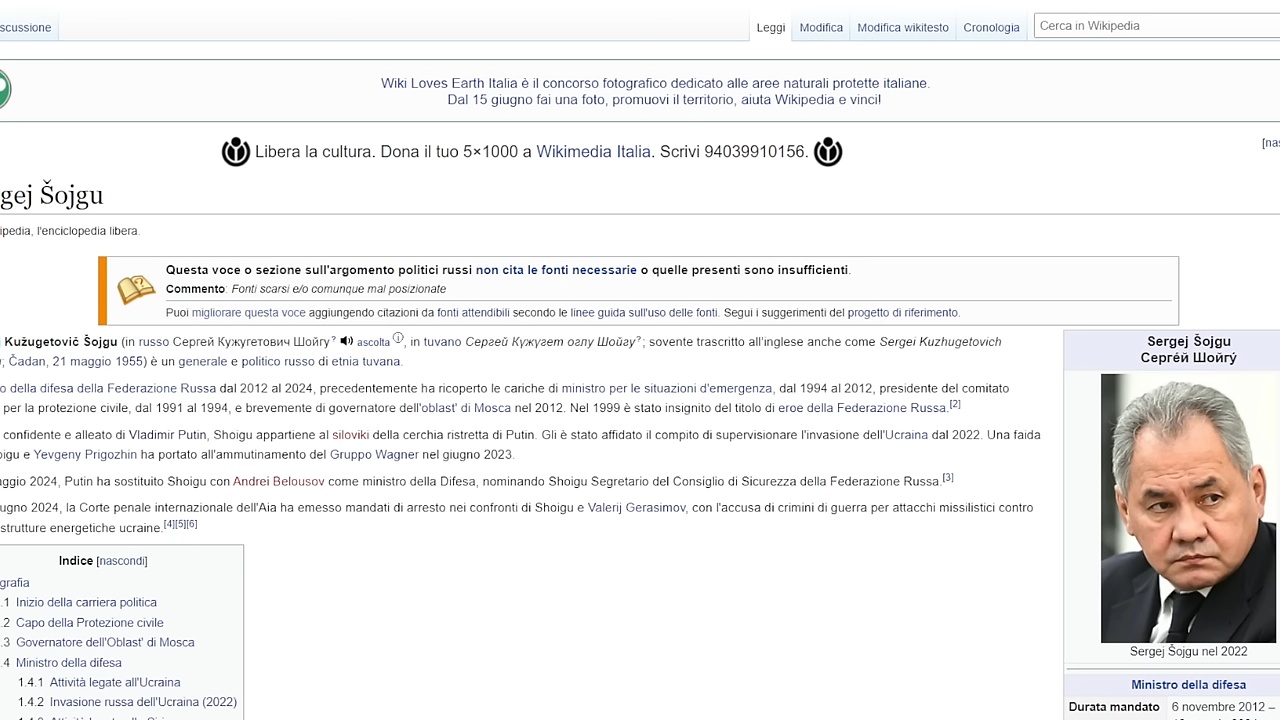 scussione
Leggi
Modifica
Modifica wikitesto
Cronologia
Cerca in Wikipedia
Wiki Loves Earth Italia è il concorso fotografico dedicato alle aree naturali protette italiane.
Dal 15 giugno fai una foto, promuovi il territorio, aiuta Wikipedia e vinci!
Libera la cultura. Dona il tuo 5×1000 a Wikimedia Italia. Scrivi 94039910156.
[nas
gej Šojgu
ipedia, l'enciclopedia libera.
Questa voce o sezione sull'argomento politici russi non cita le fonti necessarie o quelle presenti sono insufficienti.
Commento: Fonti scarsi e/o comunque mal posizionate
Puoi migliorare questa voce aggiungendo citazioni da fonti attendibili secondo le linee guida sull'uso delle fonti. Segui i suggerimenti del progetto di riferimento.
Kužugetovič Šojgu (in russo Сергей Кужугетович Шойгу? ascolta, in tuvano Сергей Кужугет оглу Шойгу?; sovente trascritto all'inglese anche come Sergei Kuzhugetovich
; Čadan, 21 maggio 1955) è un generale e politico russo di etnia tuvana.
o della difesa della Federazione Russa dal 2012 al 2024, precedentemente ha ricoperto le cariche di ministro per le situazioni d'emergenza, dal 1994 al 2012, presidente del comitato
per la protezione civile, dal 1991 al 1994, e brevemente di governatore dell'oblast' di Mosca nel 2012. Nel 1999 è stato insignito del titolo di eroe della Federazione Russa.[2]
confidente e alleato di Vladimir Putin, Shoigu appartiene al siloviki della cerchia ristretta di Putin. Gli è stato affidato il compito di supervisionare l'invasione dell'Ucraina dal 2022. Una faida
oigu e Yevgeny Prigozhin ha portato all'ammutinamento del Gruppo Wagner nel giugno 2023.
aggio 2024, Putin ha sostituito Shoigu con Andrei Belousov come ministro della Difesa, nominando Shoigu Segretario del Consiglio di Sicurezza della Federazione Russa.[3]
ugno 2024, la Corte penale internazionale dell'Aia ha emesso mandati di arresto nei confronti di Shoigu e Valerij Gerasimov, con l'accusa di crimini di guerra per attacchi missilistici contro
strutture energetiche ucraine.[4][5][6]
Indice [nascondi]
grafia
.1 Inizio della carriera politica
.2 Capo della Protezione civile
.3 Governatore dell'Oblast' di Mosca
.4 Ministro della difesa
1.4.1 Attività legate all'Ucraina
1.4.2 Invasione russa dell'Ucraina (2022)
Sergej Šojgu
Серге́й Шойгу́
Sergej Šojgu nel 2022
Ministro della difesa
Durata mandato 6 novembre 2012 –